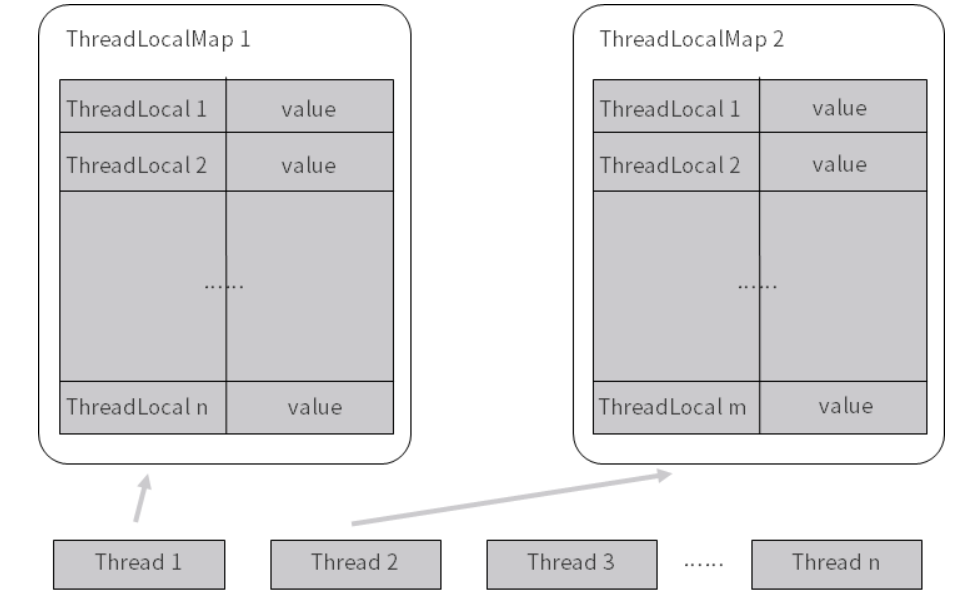 ThreadLocalMap 1
ThreadLocal 1 value
ThreadLocal 2 value
......
ThreadLocal n value
ThreadLocalMap 2
ThreadLocal 1 value
ThreadLocal 2 value
......
ThreadLocal m value
Thread 1 Thread 2 Thread 3 ...... Thread n